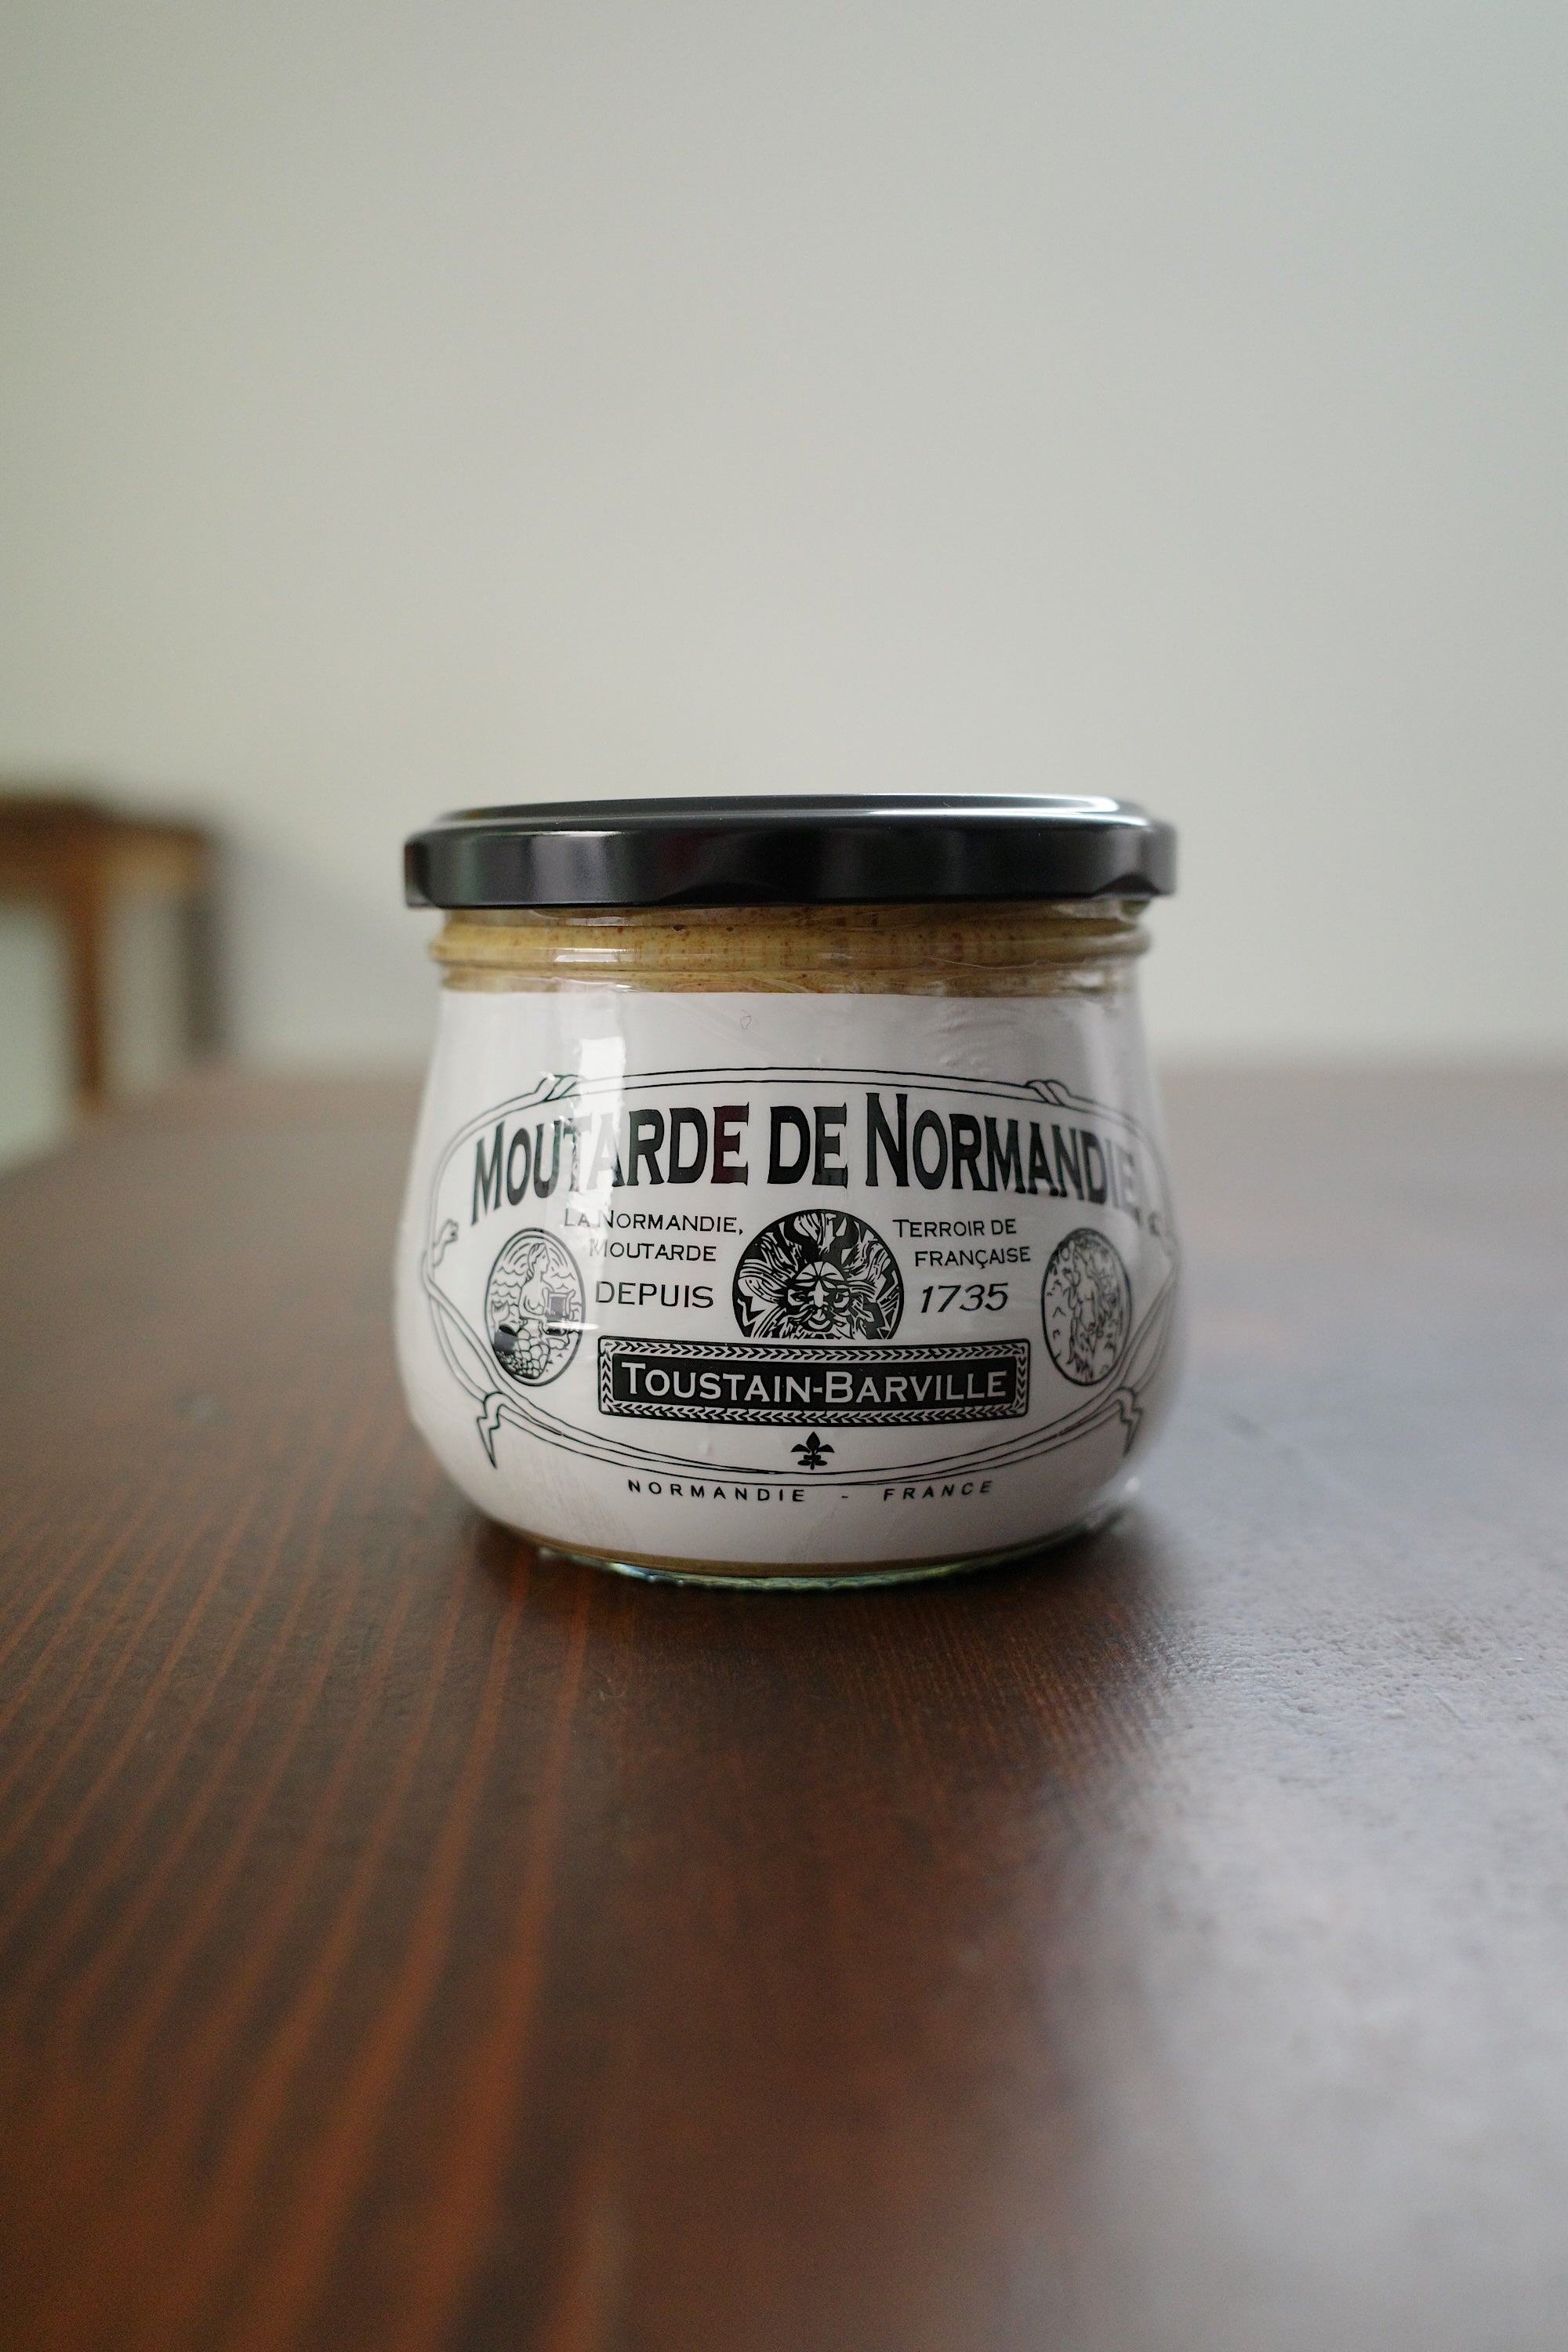 MOUTARDE DE NORMANDIE
LA NORMANDIE, TERROIR DE
MOUTARDE FRANÇAISE
DEPUIS 1735
TOUSTAIN-BARVILLE
NORMANDIE - FRANCE